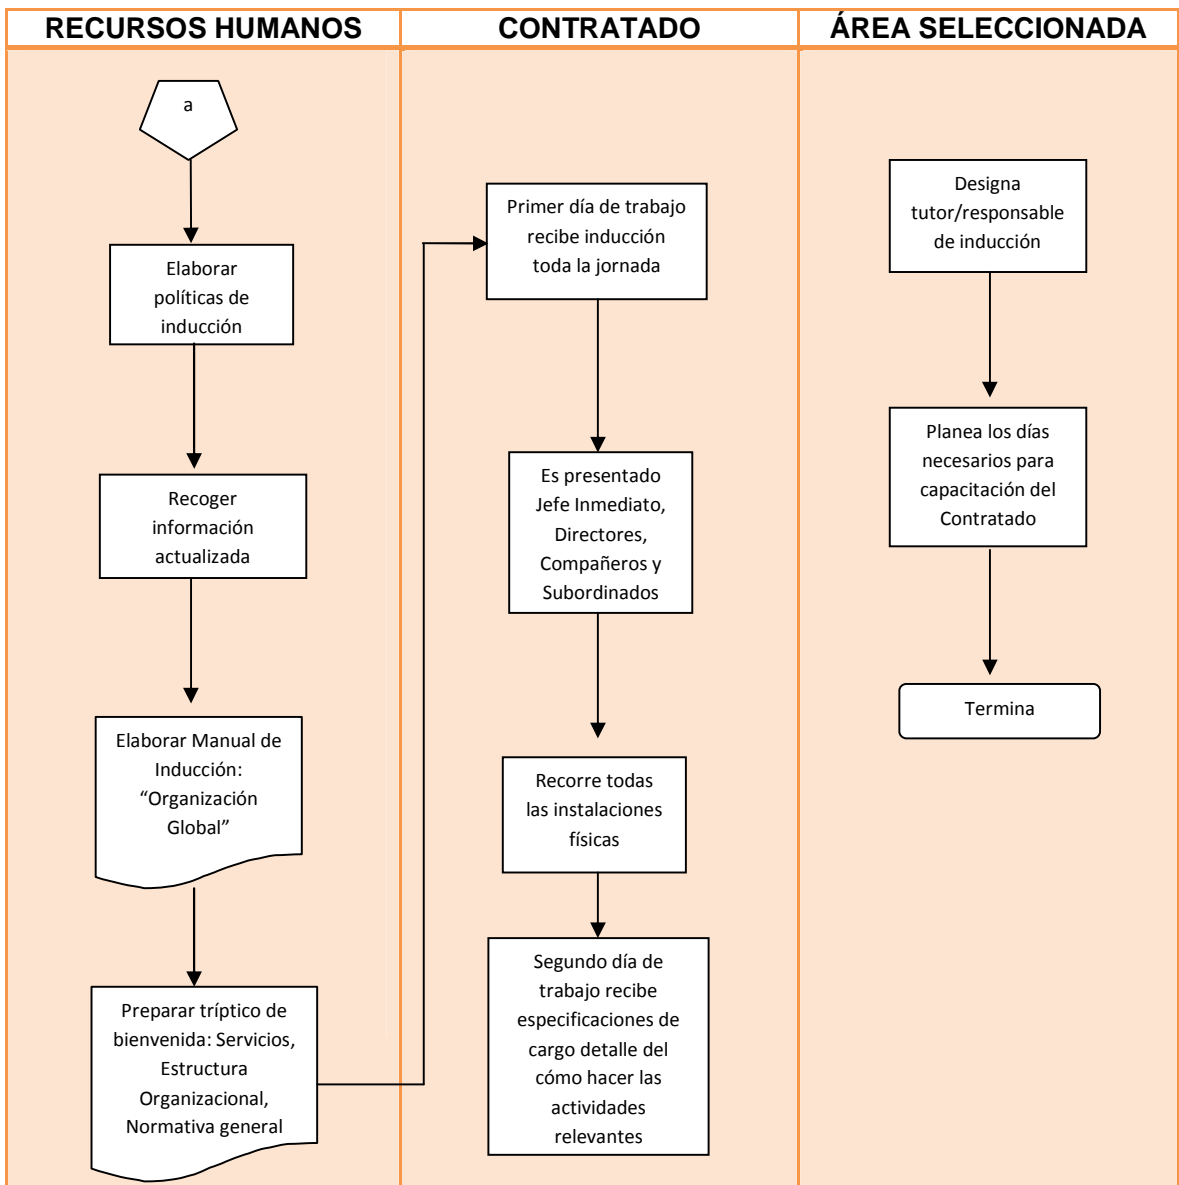 RECURSOS HUMANOS
CONTRATADO
ÁREA SELECCIONADA
a
Elaborar
políticas de
inducción
Recoger
información
actualizada
Elaborar Manual de
Inducción:
“Organización
Global”
Preparar tríptico de
bienvenida: Servicios,
Estructura
Organizacional,
Normativa general
Primer día de trabajo
recibe inducción
toda la jornada
Es presentado
Jefe Inmediato,
Directores,
Compañeros y
Subordinados
Recorre todas
las instalaciones
físicas
Segundo día de
trabajo recibe
especificaciones de
cargo detalle del
cómo hacer las
actividades
relevantes
Designa
tutor/responsable
de inducción
Planea los días
necesarios para
capacitación del
Contratado
Termina